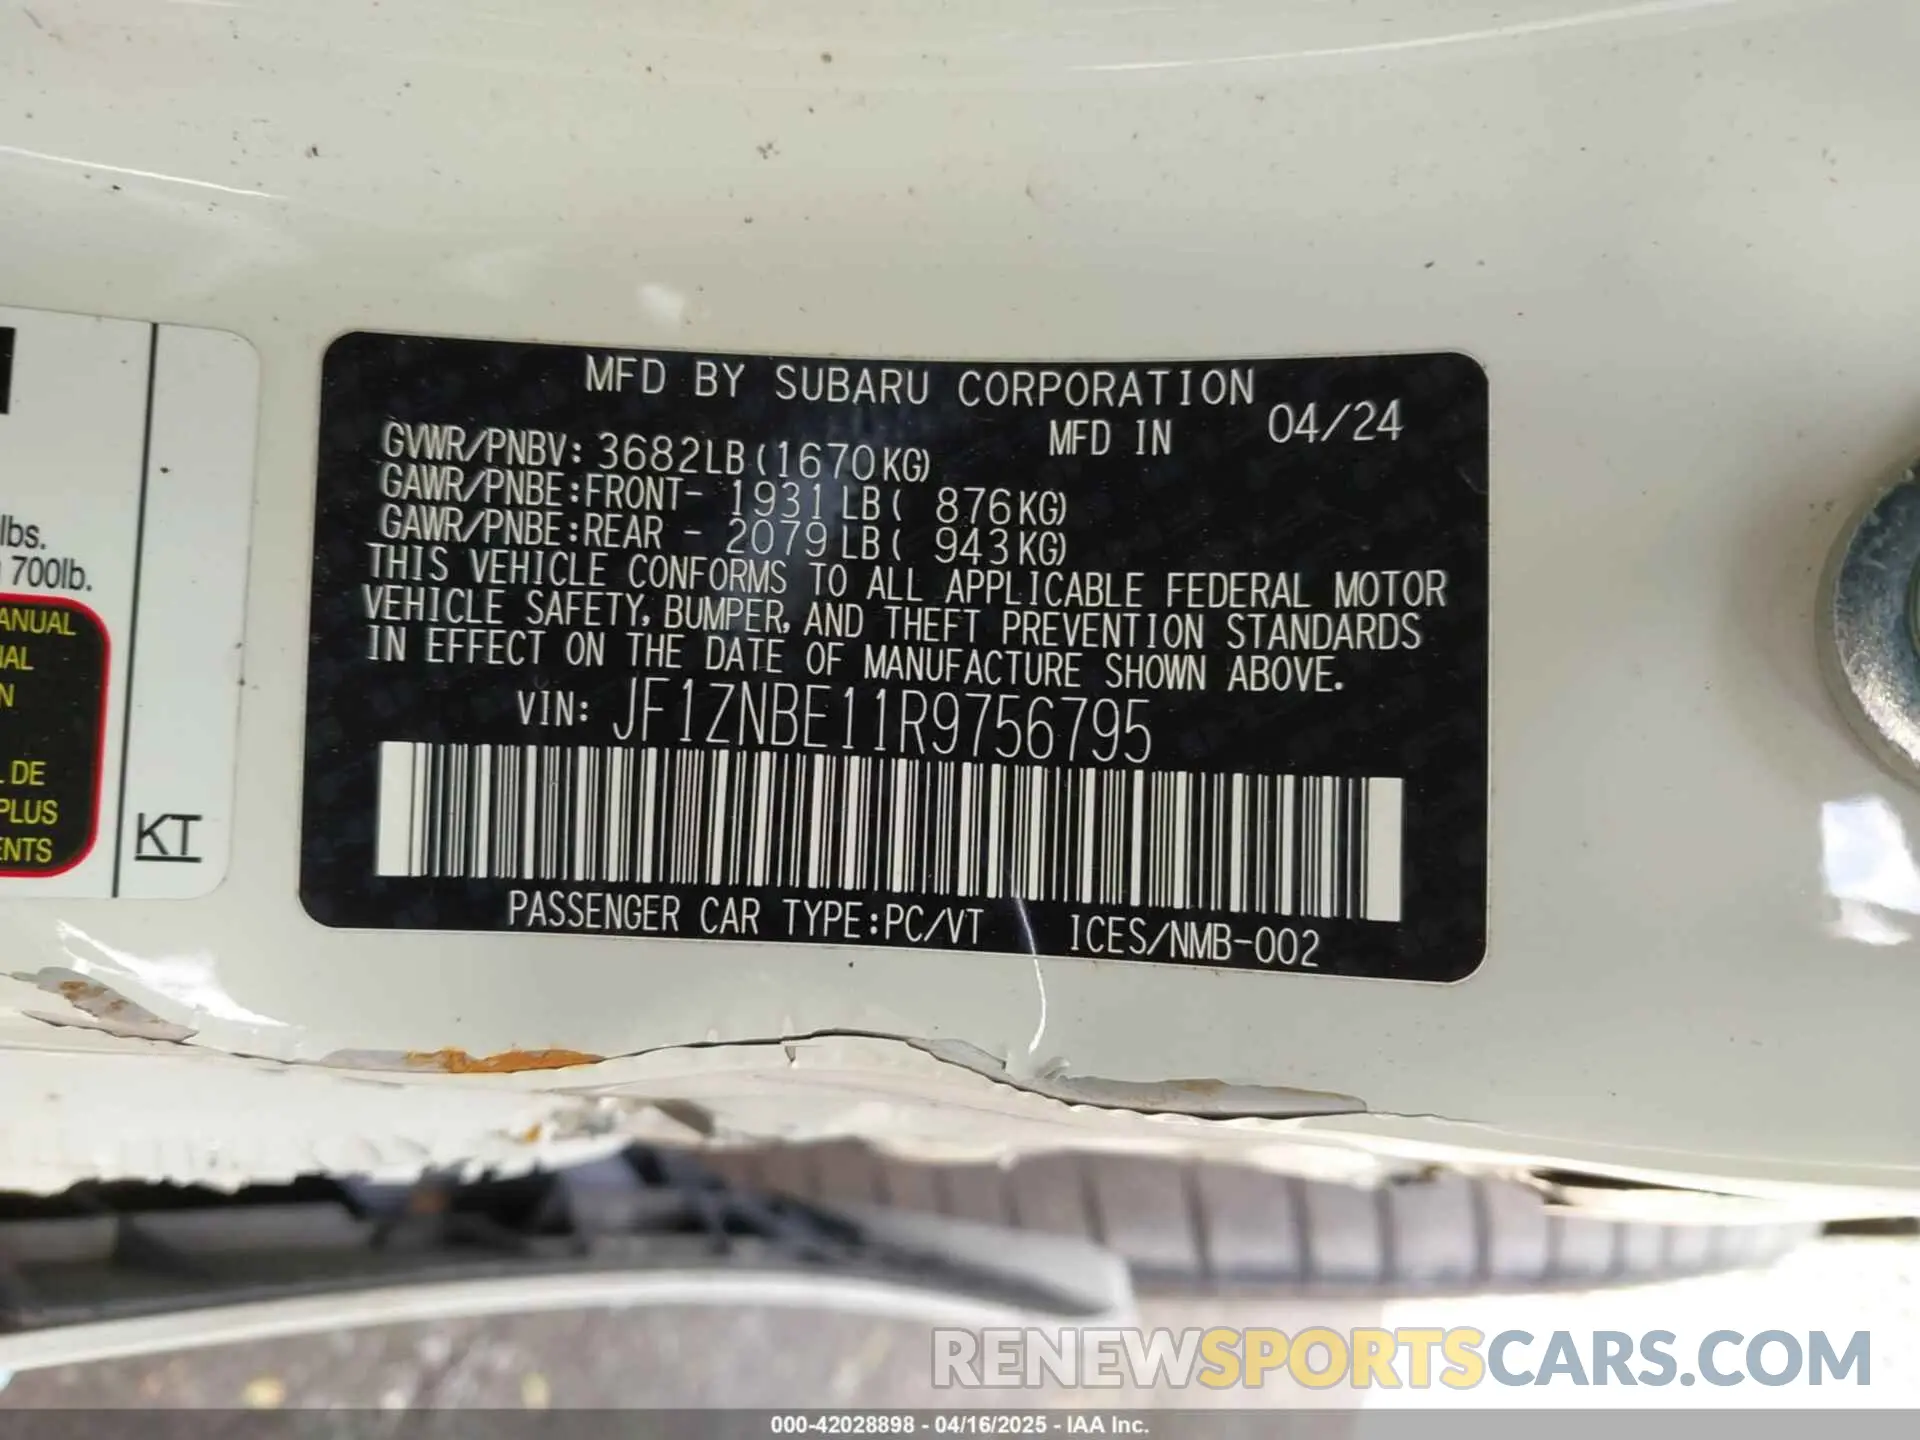 MFD BY SUBARU CORPORATION
MFD IN 04/24
GVWR/PNBV: 3682LB(1670KG)
GAWR/PNBE:FRONT- 1931LB( 876KG)
GAWR/PNBE:REAR - 2079LB( 943KG)
THIS VEHICLE CONFORMS TO ALL APPLICABLE FEDERAL MOTOR
VEHICLE SAFETY, BUMPER, AND THEFT PREVENTION STANDARDS
IN EFFECT ON THE DATE OF MANUFACTURE SHOWN ABOVE.
VIN: JF1ZNBE11R9756795
PASSENGER CAR TYPE:PC/VT ICES/NMB-002
lbs.
700lb.
ANUAL
DE
PLUS
KT
RENEWSPORTSCARS.COM
000-42028898 - 04/16/2025 - IAA Inc.